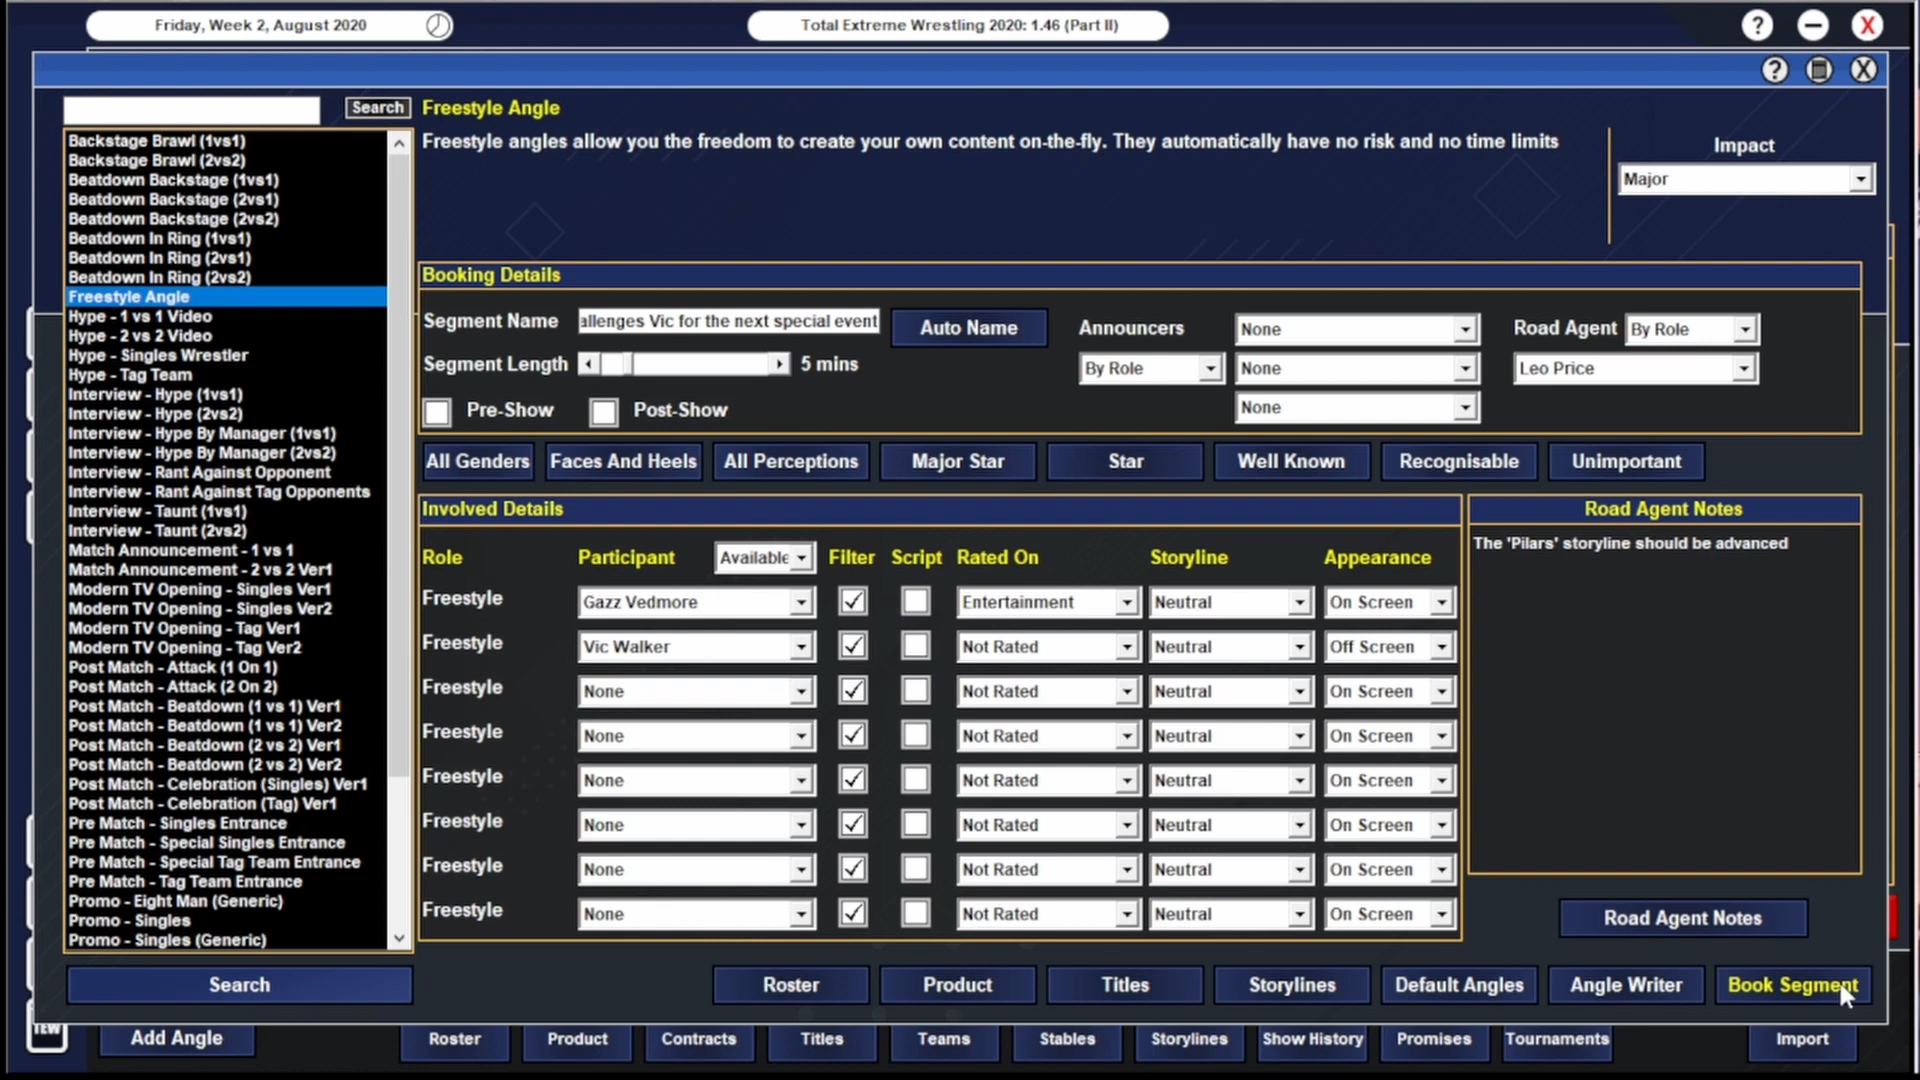 Friday, Week 2, August 2020
Total Extreme Wrestling 2020: 1.46 (Part II)
? – X
? X
Search
Freestyle Angle
Freestyle angles allow you the freedom to create your own content on-the-fly. They automatically have no risk and no time limits
Impact
Major
Backstage Brawl (1vs1)
Backstage Brawl (2vs2)
Beatdown Backstage (1vs1)
Beatdown Backstage (2vs1)
Beatdown Backstage (2vs2)
Beatdown In Ring (1vs1)
Beatdown In Ring (2vs1)
Beatdown In Ring (2vs2)
Freestyle Angle
Hype - 1 vs 1 Video
Hype - 2 vs 2 Video
Hype - Singles Wrestler
Hype - Tag Team
Interview - Hype (1vs1)
Interview - Hype (2vs2)
Interview - Hype By Manager (1vs1)
Interview - Hype By Manager (2vs2)
Interview - Rant Against Opponent
Interview - Rant Against Tag Opponents
Interview - Taunt (1vs1)
Interview - Taunt (2vs2)
Match Announcement - 1 vs 1
Match Announcement - 2 vs 2 Ver1
Modern TV Opening - Singles Ver1
Modern TV Opening - Singles Ver2
Modern TV Opening - Tag Ver1
Modern TV Opening - Tag Ver2
Post Match - Attack (1 On 1)
Post Match - Attack (2 On 2)
Post Match - Beatdown (1 vs 1) Ver1
Post Match - Beatdown (1 vs 1) Ver2
Post Match - Beatdown (2 vs 2) Ver1
Post Match - Beatdown (2 vs 2) Ver2
Post Match - Celebration (Singles) Ver1
Post Match - Celebration (Tag) Ver1
Pre Match - Singles Entrance
Pre Match - Special Singles Entrance
Pre Match - Special Tag Team Entrance
Pre Match - Tag Team Entrance
Promo - Eight Man (Generic)
Promo - Singles
Promo - Singles (Generic)
Search
Booking Details
Segment Name allenges Vic for the next special event Auto Name Announcers None Road Agent By Role
Segment Length 5 mins By Role None Leo Price
Pre-Show Post-Show None
All Genders Faces And Heels All Perceptions Major Star Star Well Known Recognisable Unimportant
Involved Details
Role Participant Available Filter Script Rated On Storyline Appearance
Freestyle Gazz Vedmore Entertainment Neutral On Screen
Freestyle Vic Walker Not Rated Neutral Off Screen
Freestyle None Not Rated Neutral On Screen
Freestyle None Not Rated Neutral On Screen
Freestyle None Not Rated Neutral On Screen
Freestyle None Not Rated Neutral On Screen
Freestyle None Not Rated Neutral On Screen
Freestyle None Not Rated Neutral On Screen
Road Agent Notes
The 'Pilars' storyline should be advanced
Road Agent Notes
Roster Product Titles Storylines Default Angles Angle Writer Book Segment
TEW
Add Angle Roster Product Contracts Titles Teams Stables Storylines Show History Promises Tournaments Import